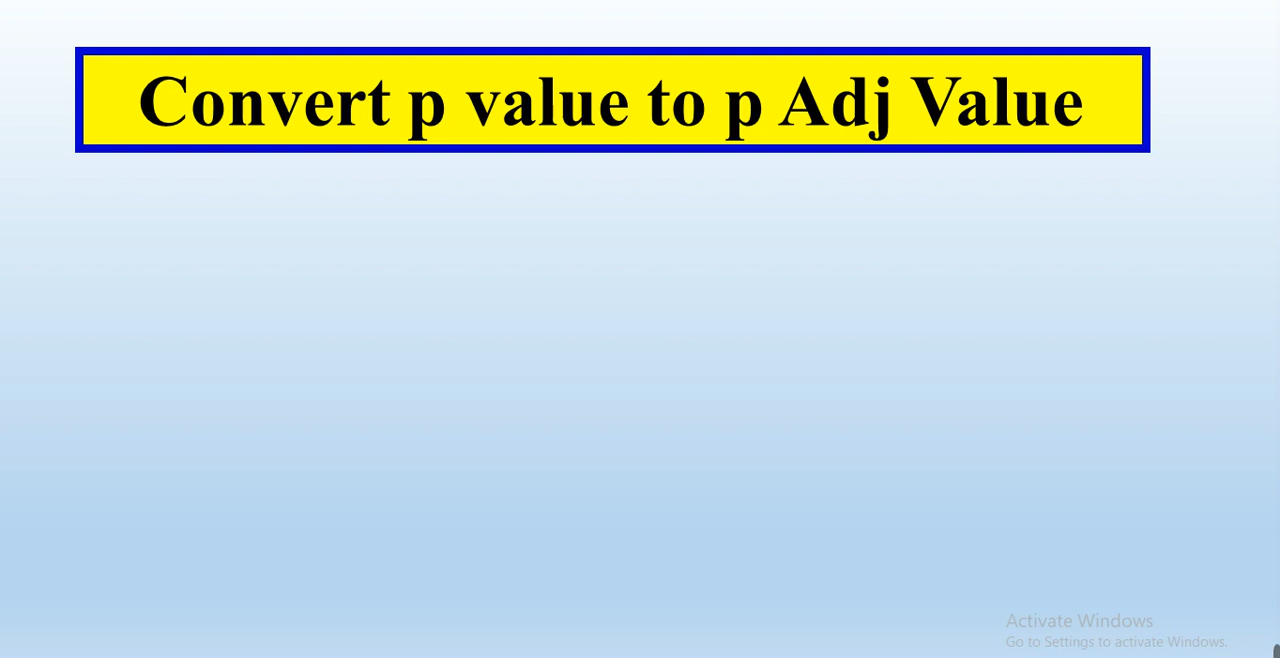 Convert p value to p Adj Value
Activate Windows
Go to Settings to activate Windows.